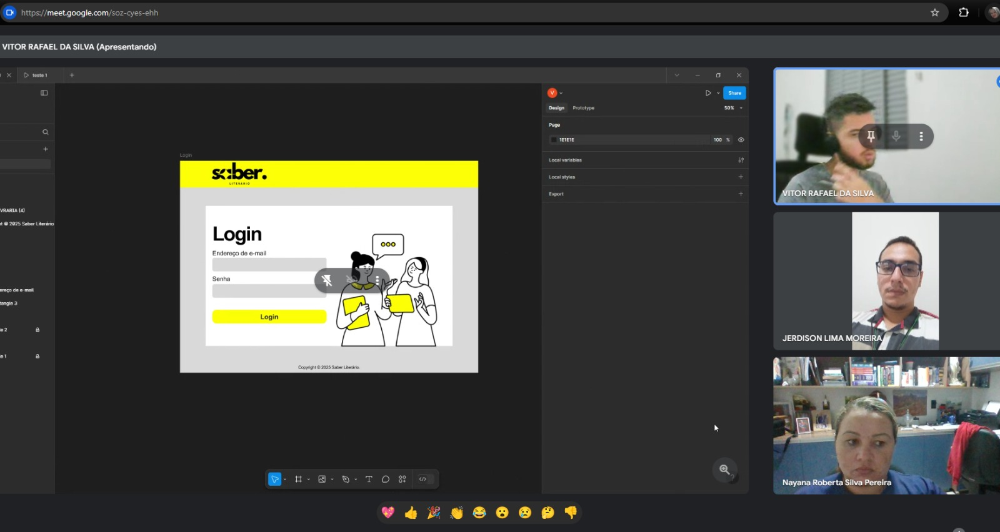 https://meet.google.com/soz-cyes-ehh
VITOR RAFAEL DA SILVA (Apresentando)
teste 1
V
Share
Design
Prototype
50%
Page
1E1E1E
100 %
Local variables
Local styles
Export
VRARIA (4)
t © 2025 Saber Literário
ereço de e-mail
tangle 3
e 2
e 1
Login
saber.
LITERÁRIO
Login
Endereço de e-mail
Senha
Login
Copyright © 2025 Saber Literário.
VITOR RAFAEL DA SILVA
JERDISON LIMA MOREIRA
Nayana Roberta Silva Pereira